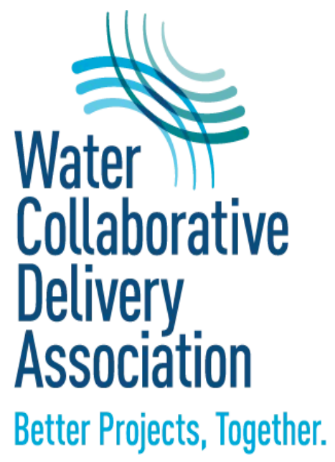 Water
Collaborative
Delivery
Association
Better Projects, Together.